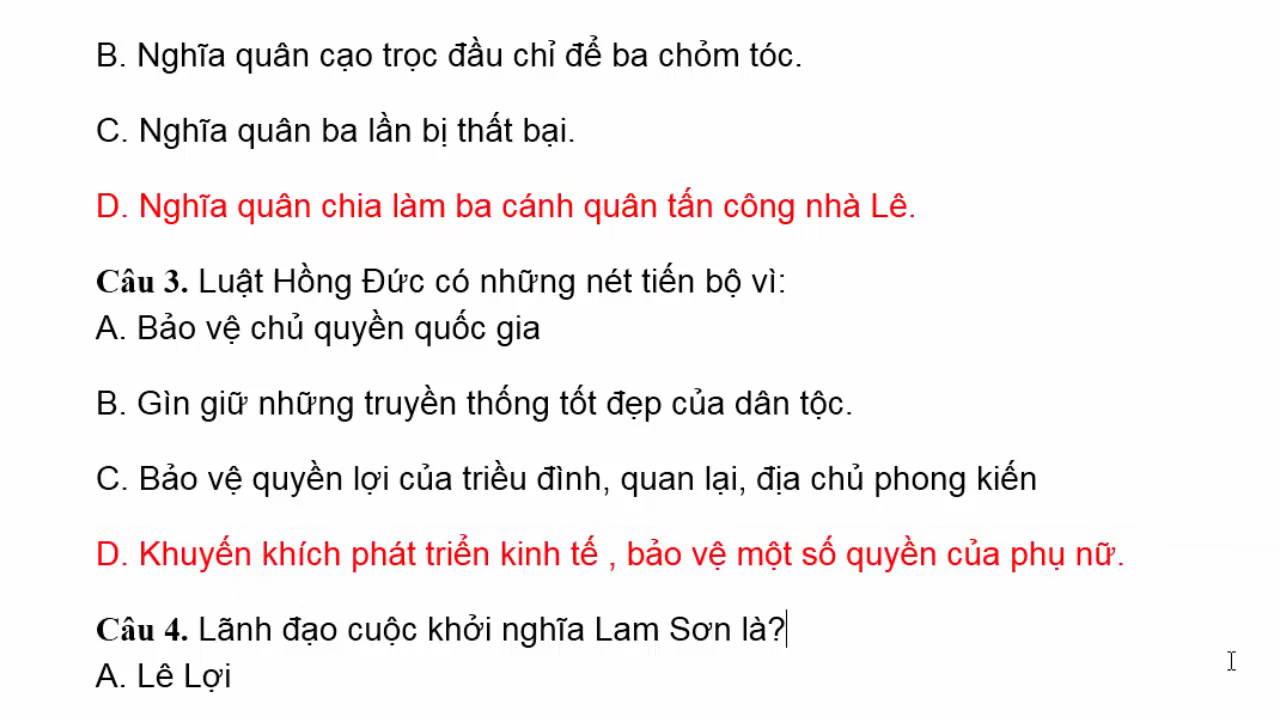 B. Nghĩa quân cạo trọc đầu chỉ để ba chỏm tóc.
C. Nghĩa quân ba lần bị thất bại.
D. Nghĩa quân chia làm ba cánh quân tấn công nhà Lê.
Câu 3. Luật Hồng Đức có những nét tiến bộ vì:
A. Bảo vệ chủ quyền quốc gia
B. Gìn giữ những truyền thống tốt đẹp của dân tộc.
C. Bảo vệ quyền lợi của triều đình, quan lại, địa chủ phong kiến
D. Khuyến khích phát triển kinh tế , bảo vệ một số quyền của phụ nữ.
Câu 4. Lãnh đạo cuộc khởi nghĩa Lam Sơn là?
A. Lê Lợi